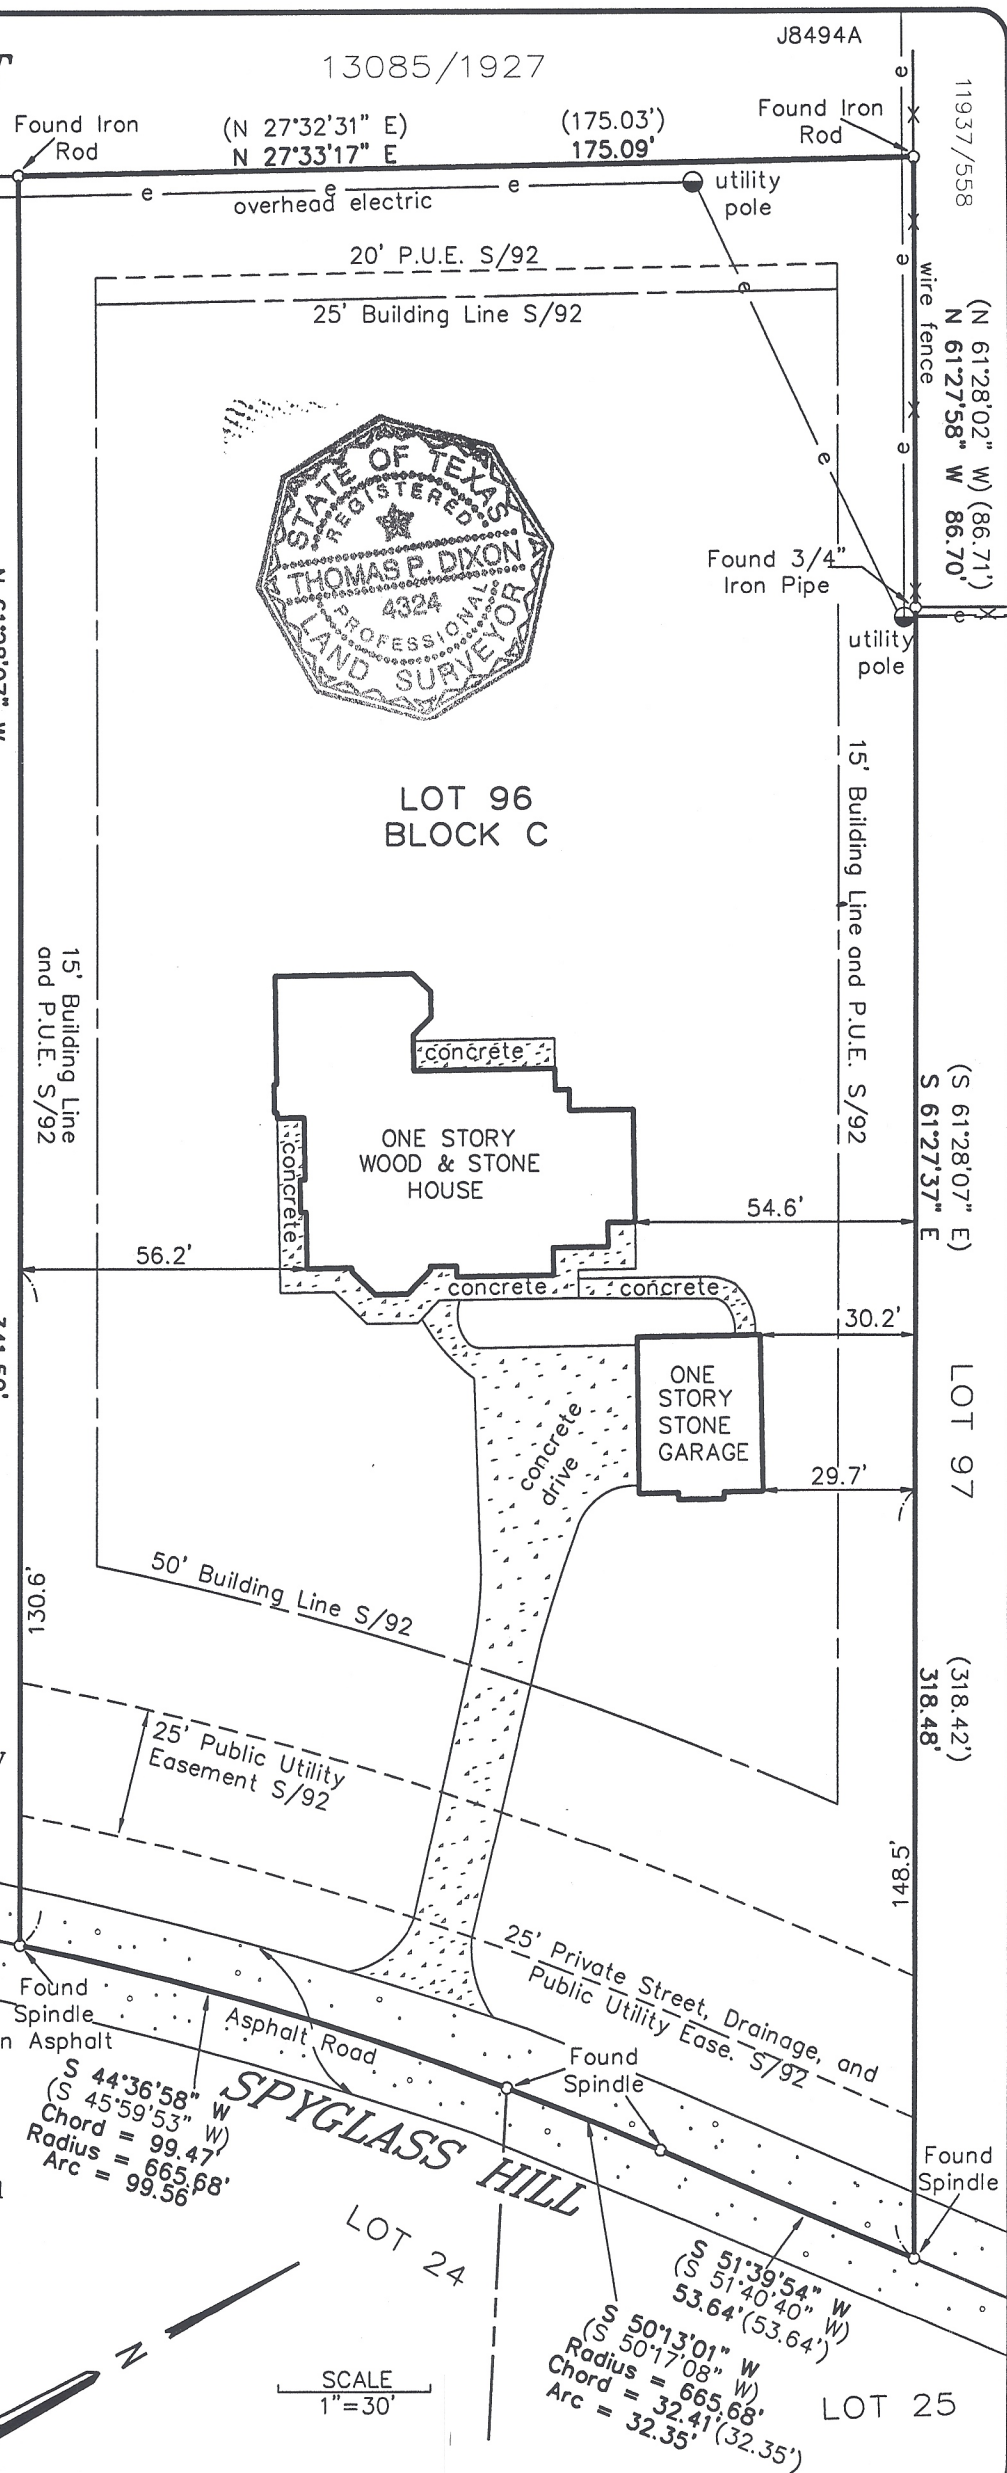 J8494A
13085/1927
11937/558
Found Iron
Rod
(N 27°32'31" E)
N 27°33'17" E
(175.03')
175.09'
Found Iron
Rod
e
e
e
overhead electric
utility
pole
e
e
e
e
e
e
20' P.U.E. S/92
25' Building Line S/92
wire fence
(N 61°28'02" W) (86.71')
N 61°27'58" W 86.70'
STATE OF TEXAS
REGISTERED
THOMAS P. DIXON
4324
PROFESSIONAL
LAND SURVEYOR
Found 3/4"
Iron Pipe
utility
pole
LOT 96
BLOCK C
15' Building Line and P.U.E. S/92
15' Building Line
and P.U.E. S/92
concrete
ONE STORY
WOOD & STONE
HOUSE
concrete
(S 61°28'07" E)
S 61°27'37" E
54.6'
56.2'
concrete
concrete
30.2'
ONE
STORY
STONE
GARAGE
concrete
drive
29.7'
LOT 97
130.6'
50' Building Line S/92
(318.42')
318.48'
25' Public Utility
Easement S/92
148.5'
25' Private Street, Drainage, and
Public Utility Ease. S/92
Found
Spindle
n Asphalt
Asphalt Road
Found
Spindle
Found
Spindle
SPYGLASS HILL
S 44°36'58" W
(S 45°59'53" W)
Chord = 99.47'
Radius = 665.68'
Arc = 99.56'
LOT 24
S 51°39'54" W
(S 51°40'40" W)
53.64'(53.64')
S 50°13'01" W
(S 50°17'08" W)
Radius = 665.68'
Chord = 32.41'(32.35')
Arc = 32.35'
N
SCALE
1"=30'
LOT 25